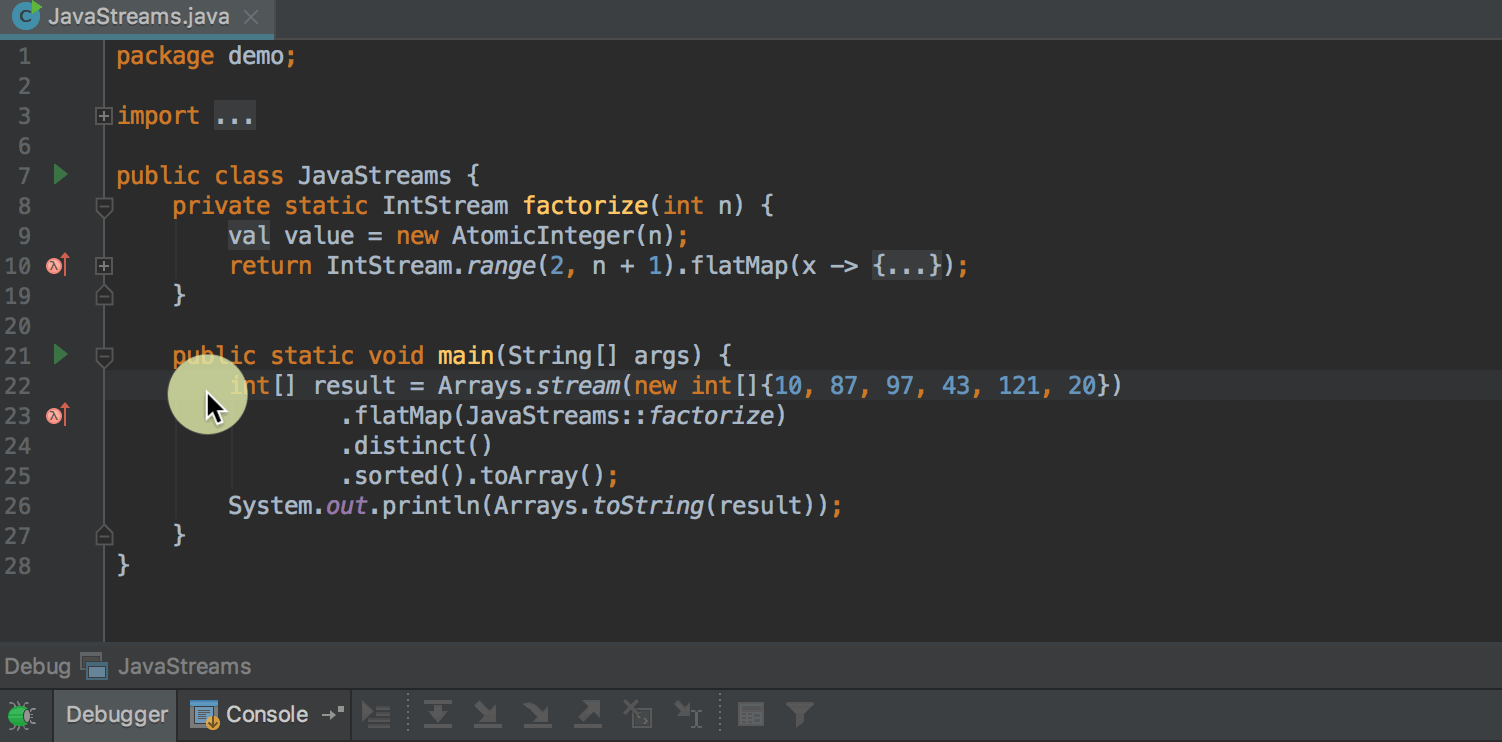 JavaStreams.java
1 package demo;
2
3 import ...
6
7 public class JavaStreams {
8 private static IntStream factorize(int n) {
9 val value = new AtomicInteger(n);
10 return IntStream.range(2, n + 1).flatMap(x -> {...});
19 }
20
21 public static void main(String[] args) {
22 int[] result = Arrays.stream(new int[]{10, 87, 97, 43, 121, 20})
23 .flatMap(JavaStreams::factorize)
24 .distinct()
25 .sorted().toArray();
26 System.out.println(Arrays.toString(result));
27 }
28 }
Debug JavaStreams
Debugger Console